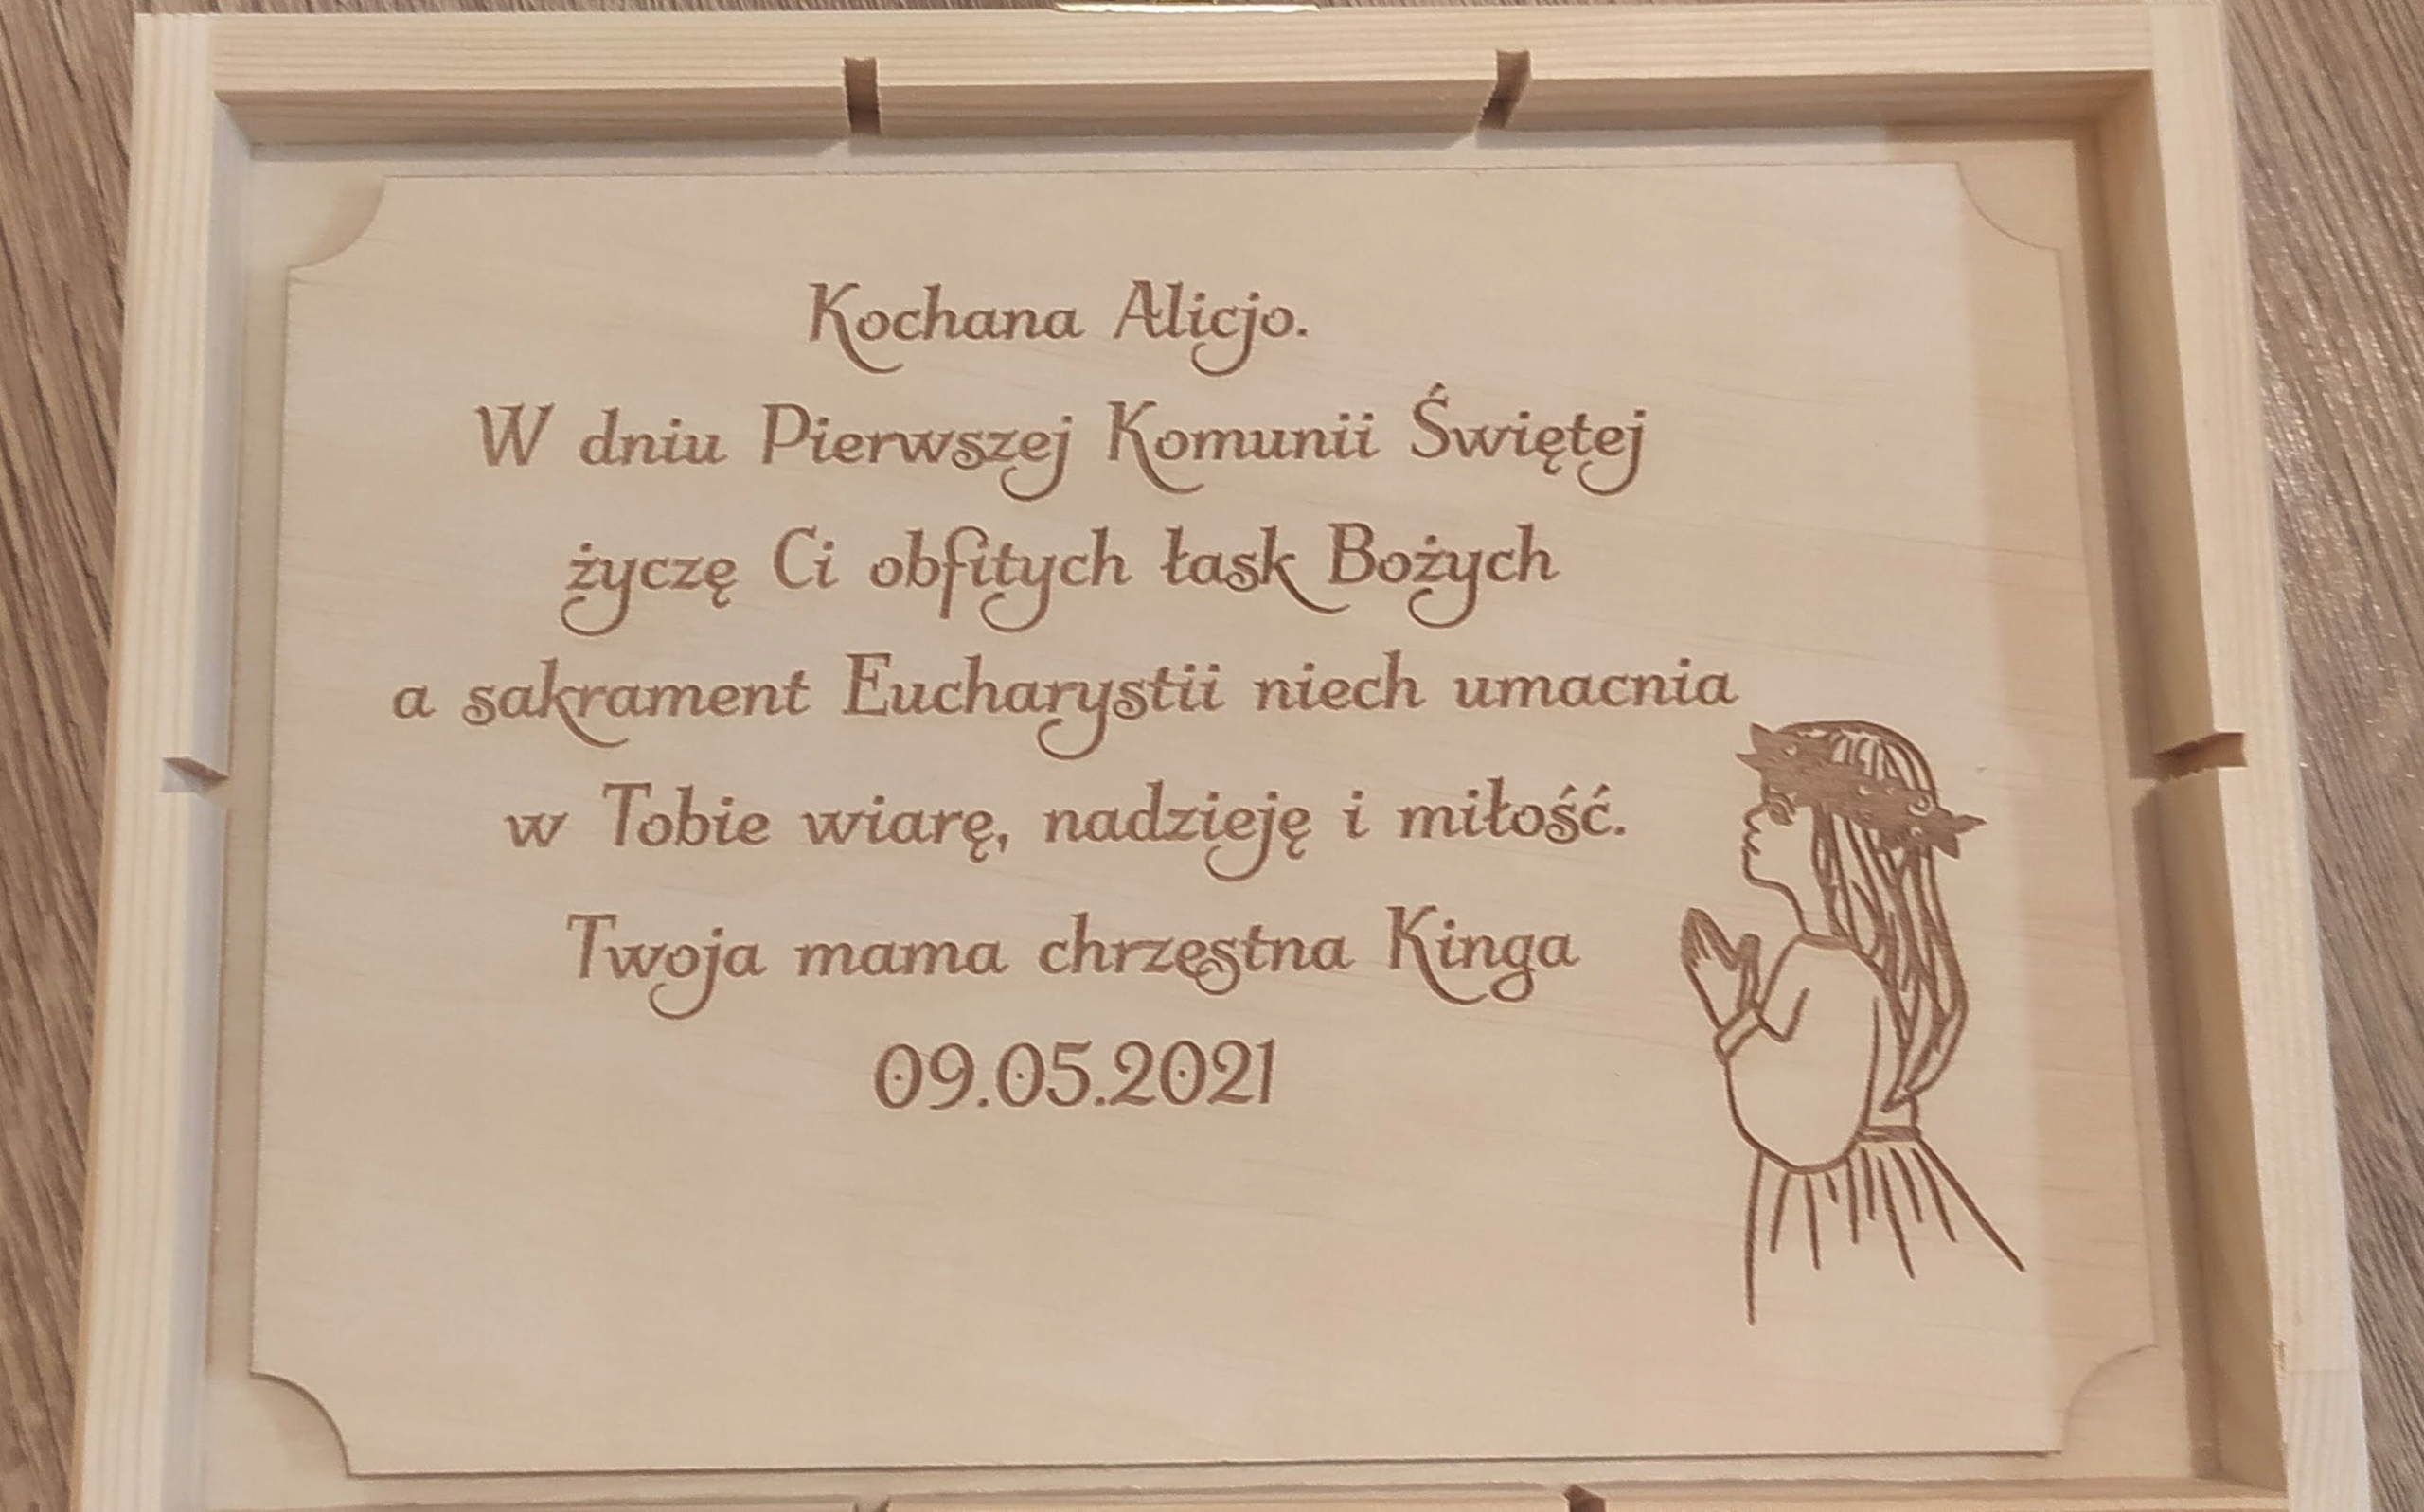 Kochana Alicjo.
W dniu Pierwszej Komunii Świętej
życzę Ci obfitych łask Bożych
a sakrament Eucharystii niech umacnia
w Tobie wiarę, nadzieję i miłość.
Twoja mama chrzęstna Kinga
09.05.2021